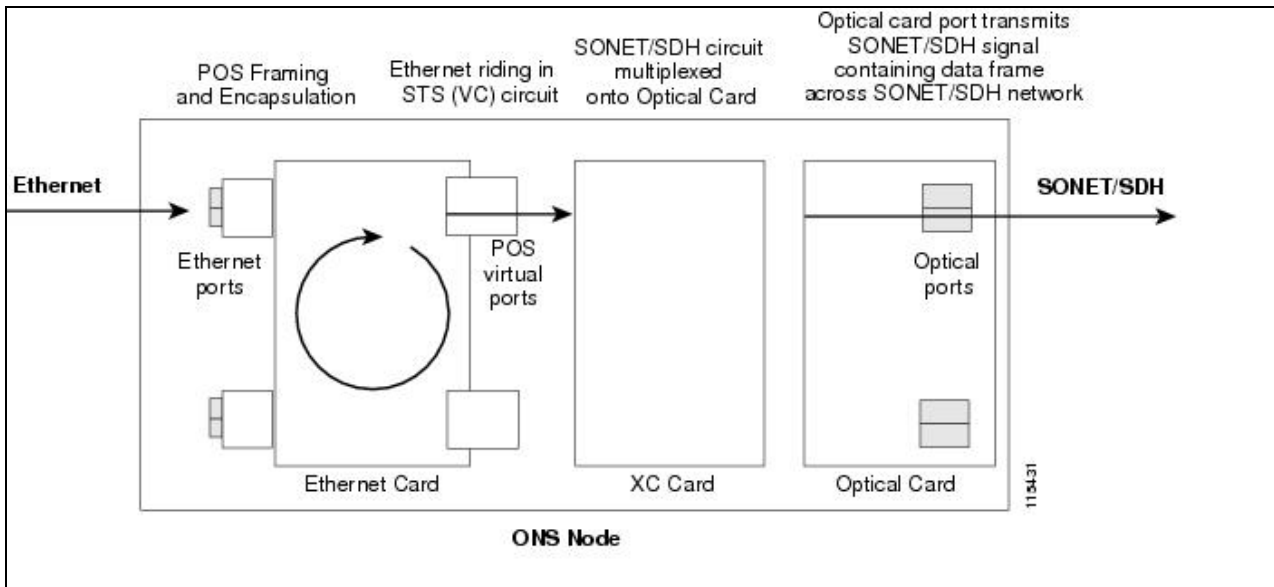 POS Framing
and Encapsulation
Ethernet riding in
STS (VC) circuit
SONET/SDH circuit
multiplexed
onto Optical Card
Optical card port transmits
SONET/SDH signal
containing data frame
across SONET/SDH network
Ethernet
SONET/SDH
Ethernet
ports
POS
virtual
ports
Optical
ports
Ethernet Card
XC Card
Optical Card
115431
ONS Node